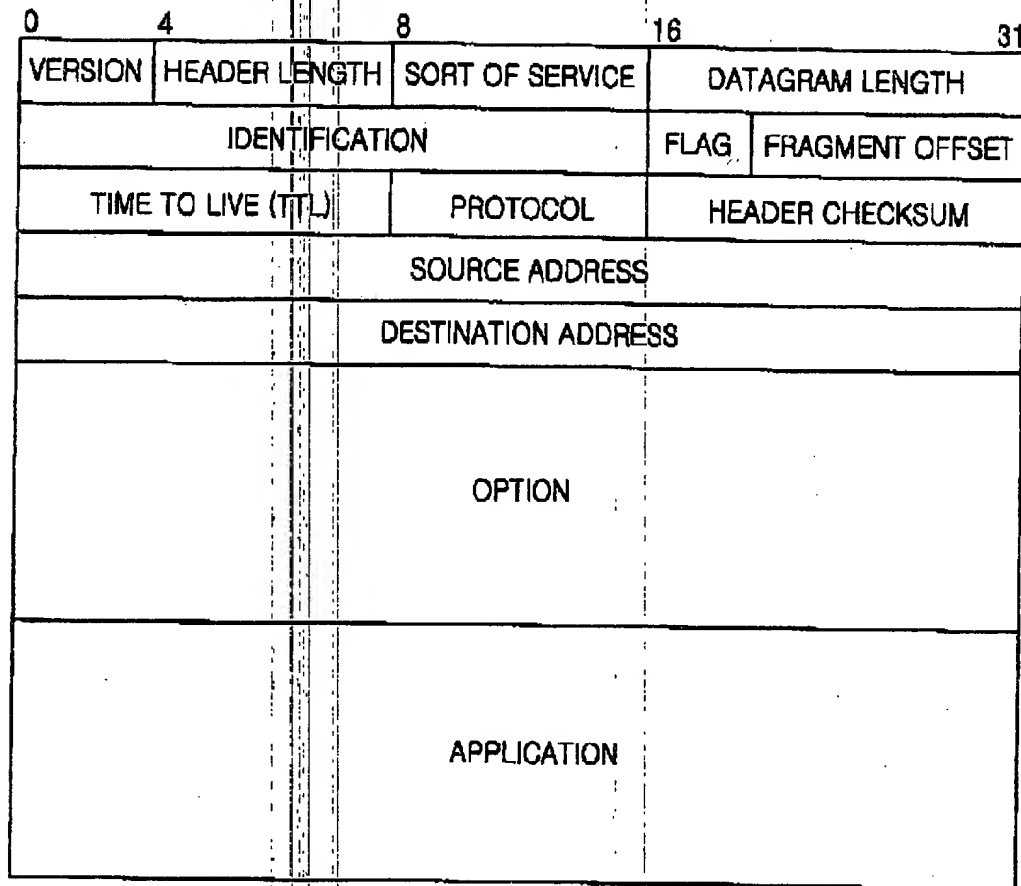 0 4 8 16 31
VERSION HEADER LENGTH SORT OF SERVICE DATAGRAM LENGTH
IDENTIFICATION FLAG FRAGMENT OFFSET
TIME TO LIVE (TTL) PROTOCOL HEADER CHECKSUM
SOURCE ADDRESS
DESTINATION ADDRESS
OPTION
APPLICATION